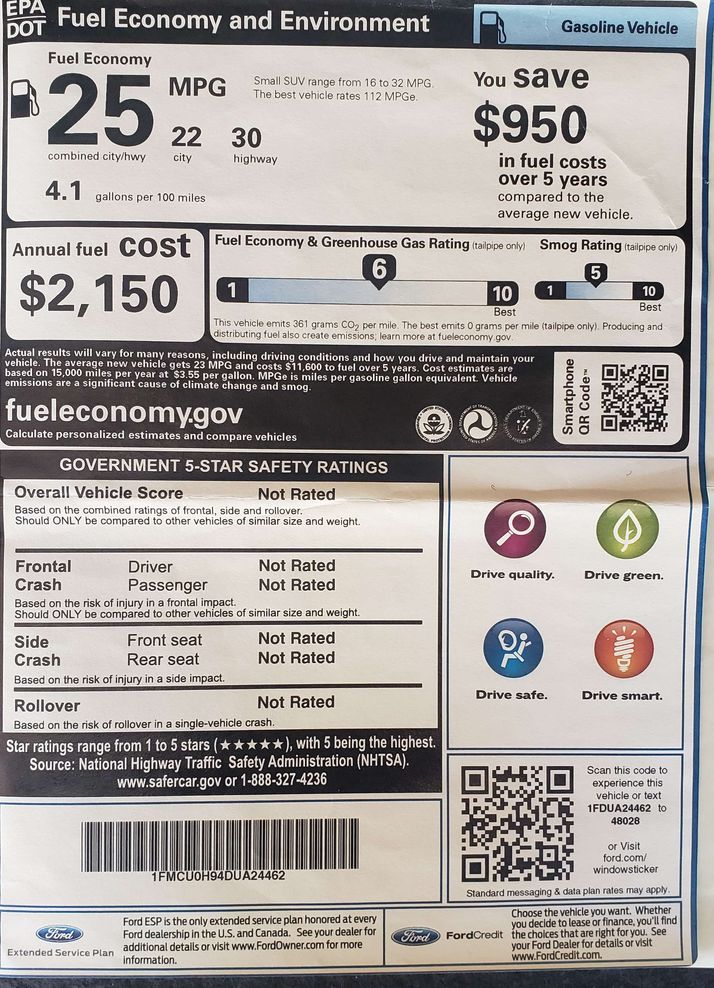 EPA
DOT
Fuel Economy and Environment
Gasoline Vehicle
Fuel Economy
25 MPG
22 30
combined city/hwy city highway
4.1 gallons per 100 miles
Small SUV range from 16 to 32 MPG.
The best vehicle rates 112 MPGe.
You save
$950
in fuel costs
over 5 years
compared to the
average new vehicle.
Annual fuel cost
$2,150
Fuel Economy & Greenhouse Gas Rating (tailpipe only)
6
1 10
Best
Smog Rating (tailpipe only)
5
1 10
Best
This vehicle emits 361 grams CO₂ per mile. The best emits 0 grams per mile (tailpipe only). Producing and
distributing fuel also create emissions; learn more at fueleconomy.gov.
Actual results will vary for many reasons, including driving conditions and how you drive and maintain your
vehicle. The average new vehicle gets 23 MPG and costs $11,600 to fuel over 5 years. Cost estimates are
based on 15,000 miles per year at $3.55 per gallon. MPGe is miles per gasoline gallon equivalent. Vehicle
emissions are a significant cause of climate change and smog.
fueleconomy.gov
Calculate personalized estimates and compare vehicles
Smartphone
QR Code™
GOVERNMENT 5-STAR SAFETY RATINGS
Overall Vehicle Score Not Rated
Based on the combined ratings of frontal, side and rollover.
Should ONLY be compared to other vehicles of similar size and weight.
Frontal Driver Not Rated
Crash Passenger Not Rated
Based on the risk of injury in a frontal impact.
Should ONLY be compared to other vehicles of similar size and weight.
Side Front seat Not Rated
Crash Rear seat Not Rated
Based on the risk of injury in a side impact.
Rollover Not Rated
Based on the risk of rollover in a single-vehicle crash.
Star ratings range from 1 to 5 stars (★★★★★), with 5 being the highest.
Source: National Highway Traffic Safety Administration (NHTSA).
www.safercar.gov or 1-888-327-4236
Drive quality. Drive green.
Drive safe. Drive smart.
1FMCU0H94DUA24462
Scan this code to
experience this
vehicle or text
1FDUA24462 to
48028
or Visit
ford.com/
windowsticker
Standard messaging & data plan rates may apply.
Ford
Extended Service Plan
Ford ESP is the only extended service plan honored at every
Ford dealership in the U.S. and Canada. See your dealer for
additional details or visit www.FordOwner.com for more
information.
Ford FordCredit
Choose the vehicle you want. Whether
you decide to lease or finance, you'll find
the choices that are right for you. See
your Ford Dealer for details or visit
www.FordCredit.com.